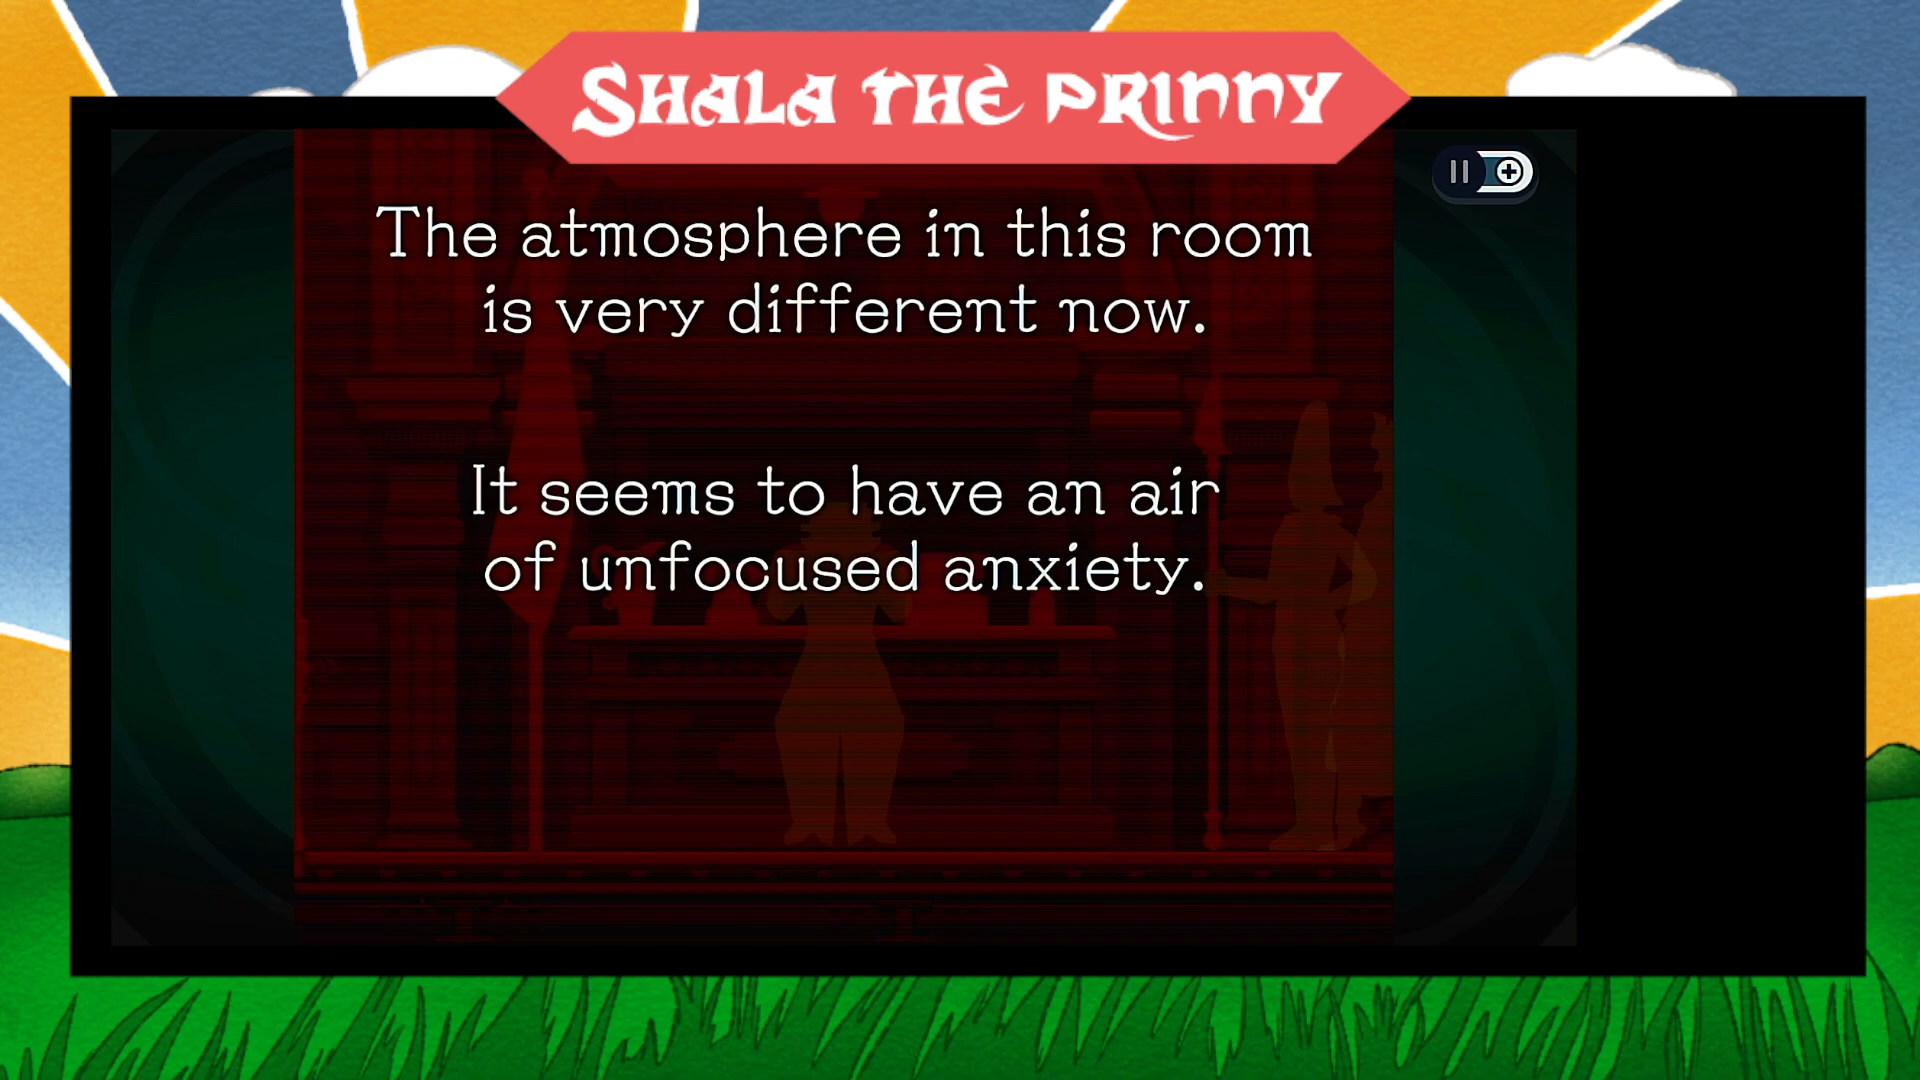 SHALA THE PRINNY
The atmosphere in this room
is very different now.
It seems to have an air
of unfocused anxiety.